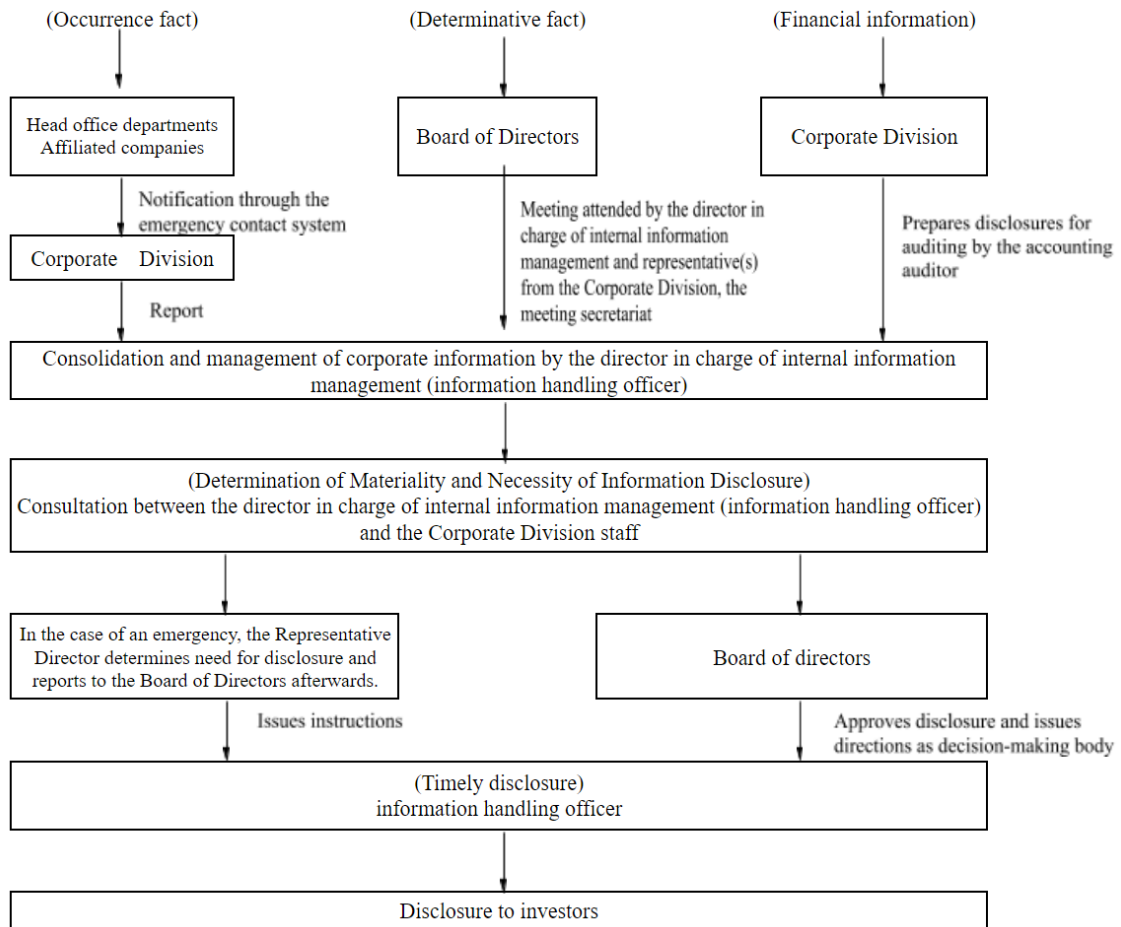 (Occurrence fact)
(Determinative fact)
(Financial information)
Head office departments
Affiliated companies
Board of Directors
Corporate Division
Notification through the
emergency contact system
Meeting attended by the director in
charge of internal information
management and representative(s)
from the Corporate Division, the
meeting secretariat
Prepares disclosures for
auditing by the accounting
auditor
Corporate Division
Report
Consolidation and management of corporate information by the director in charge of internal information
management (information handling officer)
(Determination of Materiality and Necessity of Information Disclosure)
Consultation between the director in charge of internal information management (information handling officer)
and the Corporate Division staff
In the case of an emergency, the Representative
Director determines need for disclosure and
reports to the Board of Directors afterwards.
Board of directors
Issues instructions
Approves disclosure and issues
directions as decision-making body
(Timely disclosure)
information handling officer
Disclosure to investors